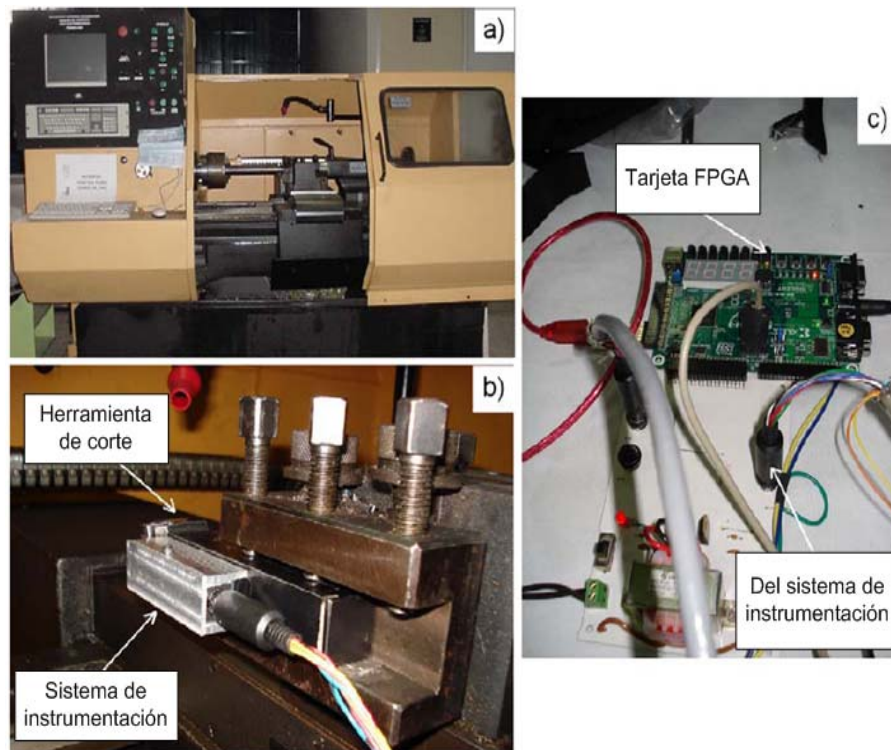 a)
b)
Herramienta
de corte
Sistema de
instrumentación
c)
Tarjeta FPGA
Del sistema de
instrumentación